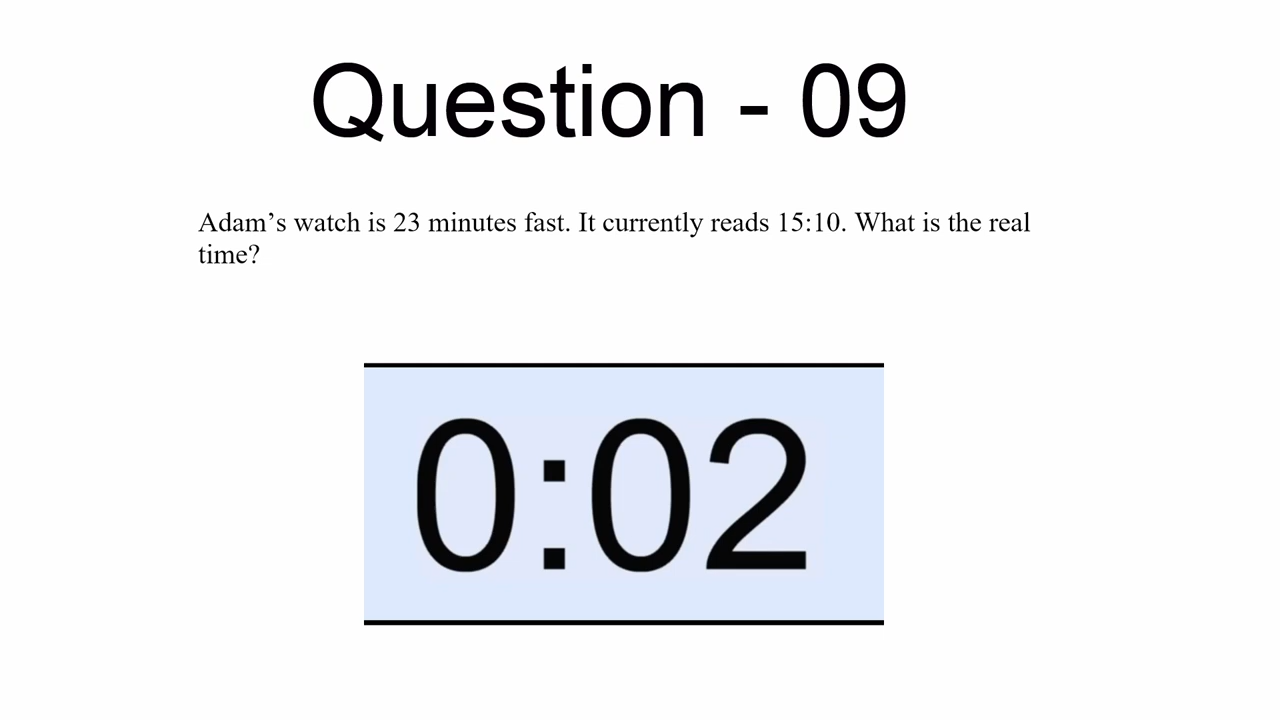 Question - 09
Adam’s watch is 23 minutes fast. It currently reads 15:10. What is the real
time?
0:02